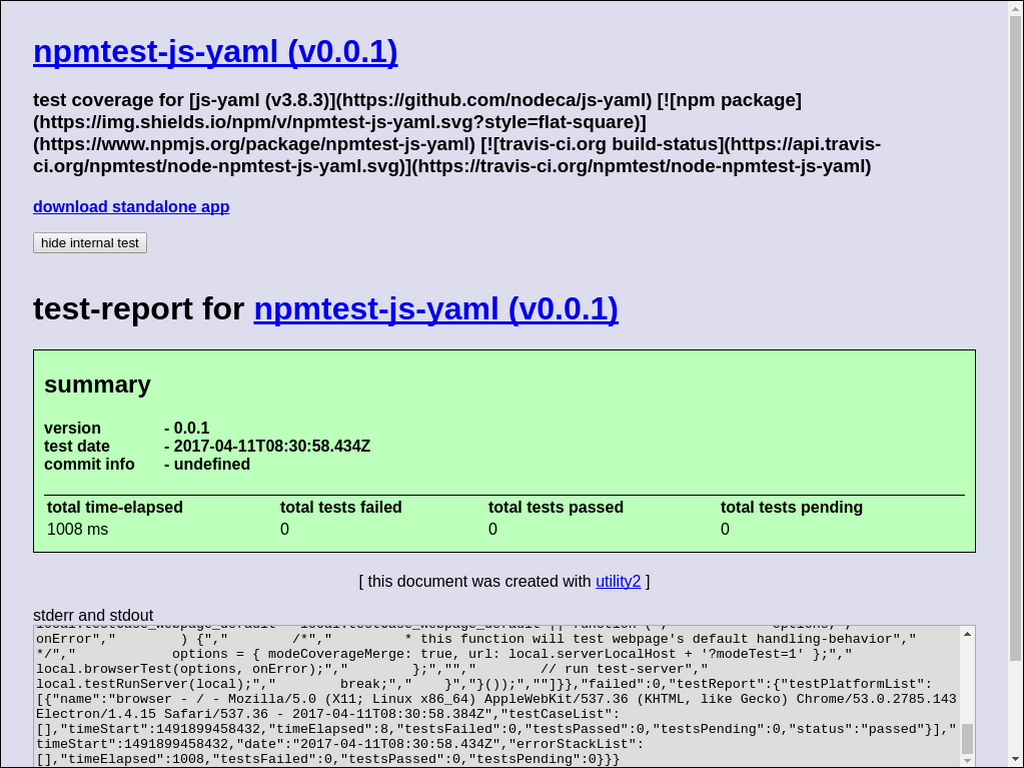 npmtest-js-yaml (v0.0.1)
test coverage for [js-yaml (v3.8.3)](https://github.com/nodeca/js-yaml) [![npm package]
(https://img.shields.io/npm/v/npmtest-js-yaml.svg?style=flat-square)]
(https://www.npmjs.org/package/npmtest-js-yaml) [![travis-ci.org build-status](https://api.travis-
ci.org/npmtest/node-npmtest-js-yaml.svg)](https://travis-ci.org/npmtest/node-npmtest-js-yaml)
download standalone app
hide internal test
test-report for npmtest-js-yaml (v0.0.1)
summary
version - 0.0.1
test date - 2017-04-11T08:30:58.434Z
commit info - undefined
total time-elapsed total tests failed total tests passed total tests pending
1008 ms 0 0 0
[ this document was created with utility2 ]
stderr and stdout
local.testCase_webpage_default = local.testCase_webpage_default || function (","            options,","
onError","        ) {","        /*","         * this function will test webpage's default handling-behavior","
*/","            options = { modeCoverageMerge: true, url: local.serverLocalHost + '?modeTest=1' };","
local.browserTest(options, onError);","        };","","        // run test-server","
local.testRunServer(local);","        break;","    }","}());",""]}},"failed":0,"testReport":{"testPlatformList":
[{"name":"browser - / - Mozilla/5.0 (X11; Linux x86_64) AppleWebKit/537.36 (KHTML, like Gecko) Chrome/53.0.2785.143
Electron/1.4.15 Safari/537.36 - 2017-04-11T08:30:58.384Z","testCaseList":
[],"timeStart":1491899458432,"timeElapsed":8,"testsFailed":0,"testsPassed":0,"testsPending":0,"status":"passed"}],"
timeStart":1491899458432,"date":"2017-04-11T08:30:58.434Z","errorStackList":
[],"timeElapsed":1008,"testsFailed":0,"testsPassed":0,"testsPending":0}}}